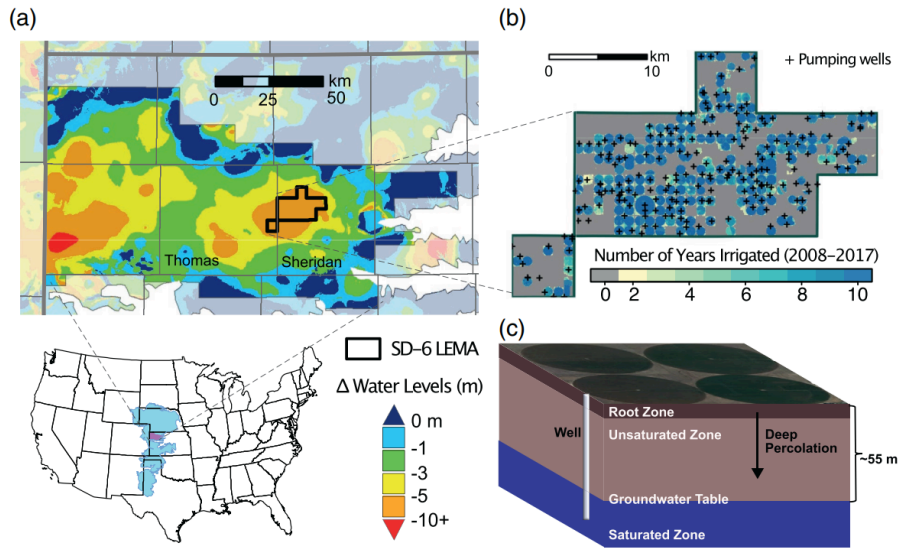 (a)
km
0 25 50
Thomas
Sheridan
SD–6 LEMA
Δ Water Levels (m)
0 m
-1
-3
-5
-10+
(b)
km
0 10
+ Pumping wells
Number of Years Irrigated (2008–2017)
0 2 4 6 8 10
(c)
Root Zone
Well
Unsaturated Zone
Deep
Percolation
~55 m
Groundwater Table
Saturated Zone